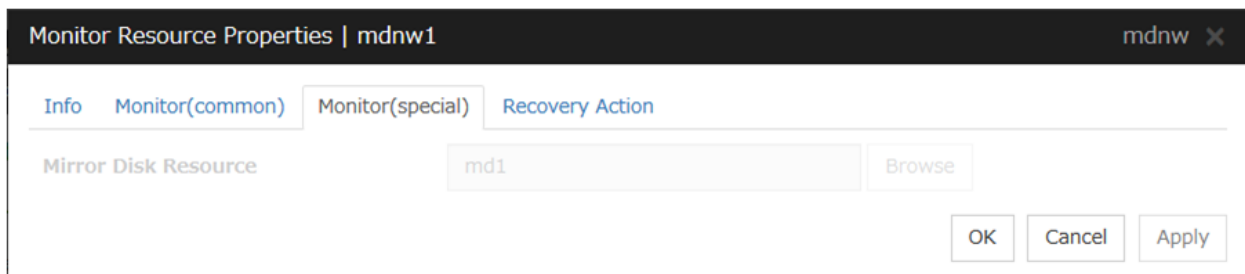 Monitor Resource Properties | mdnw1 mdnw ×
Info Monitor(common) Monitor(special) Recovery Action
Mirror Disk Resource md1 Browse
OK Cancel Apply